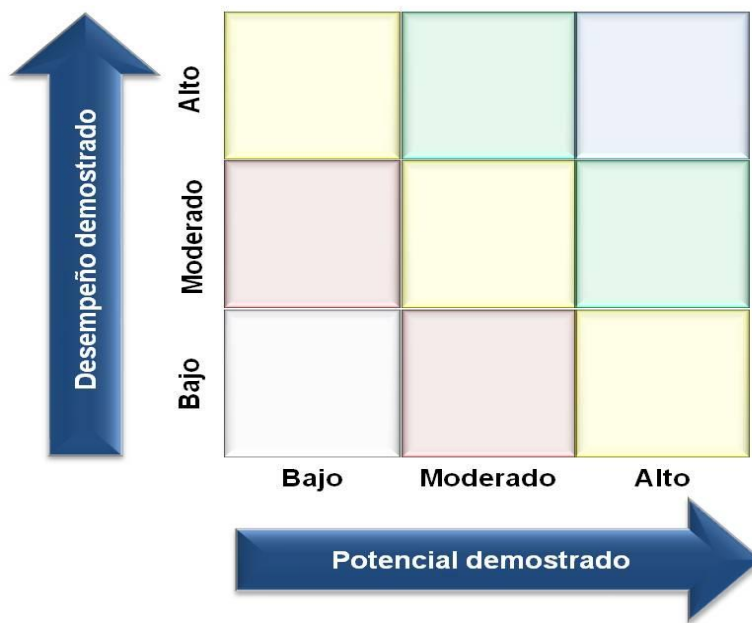 Desempeño demostrado
Alto
Moderado
Bajo
Bajo Moderado Alto
Potencial demostrado